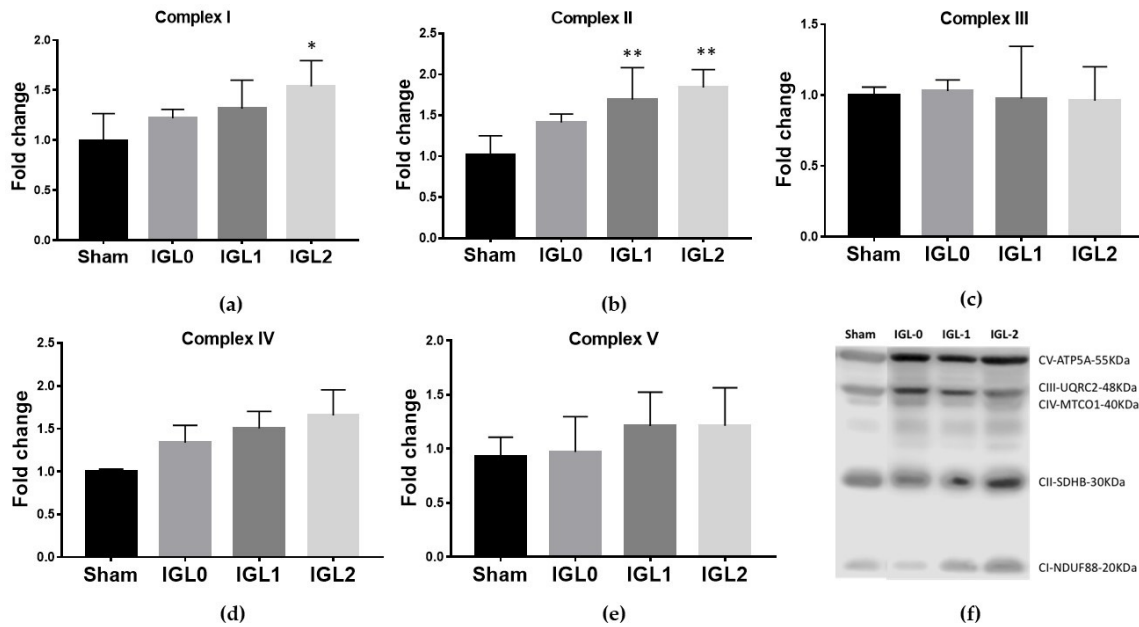 Complex I
Fold change
2.0
1.5
1.0
0.5
0.0
*
Sham IGL0 IGL1 IGL2
(a)
Complex II
Fold change
2.5
2.0
1.5
1.0
0.5
0.0
** **
Sham IGL0 IGL1 IGL2
(b)
Complex III
Fold change
1.5
1.0
0.5
0.0
Sham IGL0 IGL1 IGL2
(c)
Complex IV
Fold change
2.5
2.0
1.5
1.0
0.5
0.0
Sham IGL0 IGL1 IGL2
(d)
Complex V
Fold change
2.0
1.5
1.0
0.5
0.0
Sham IGL0 IGL1 IGL2
(e)
Sham IGL-0 IGL-1 IGL-2
CV-ATP5A-55KDa
CIII-UQRC2-48KDa
CIV-MTCO1-40KDa
CII-SDHB-30KDa
CI-NDUF88-20KDa
(f)